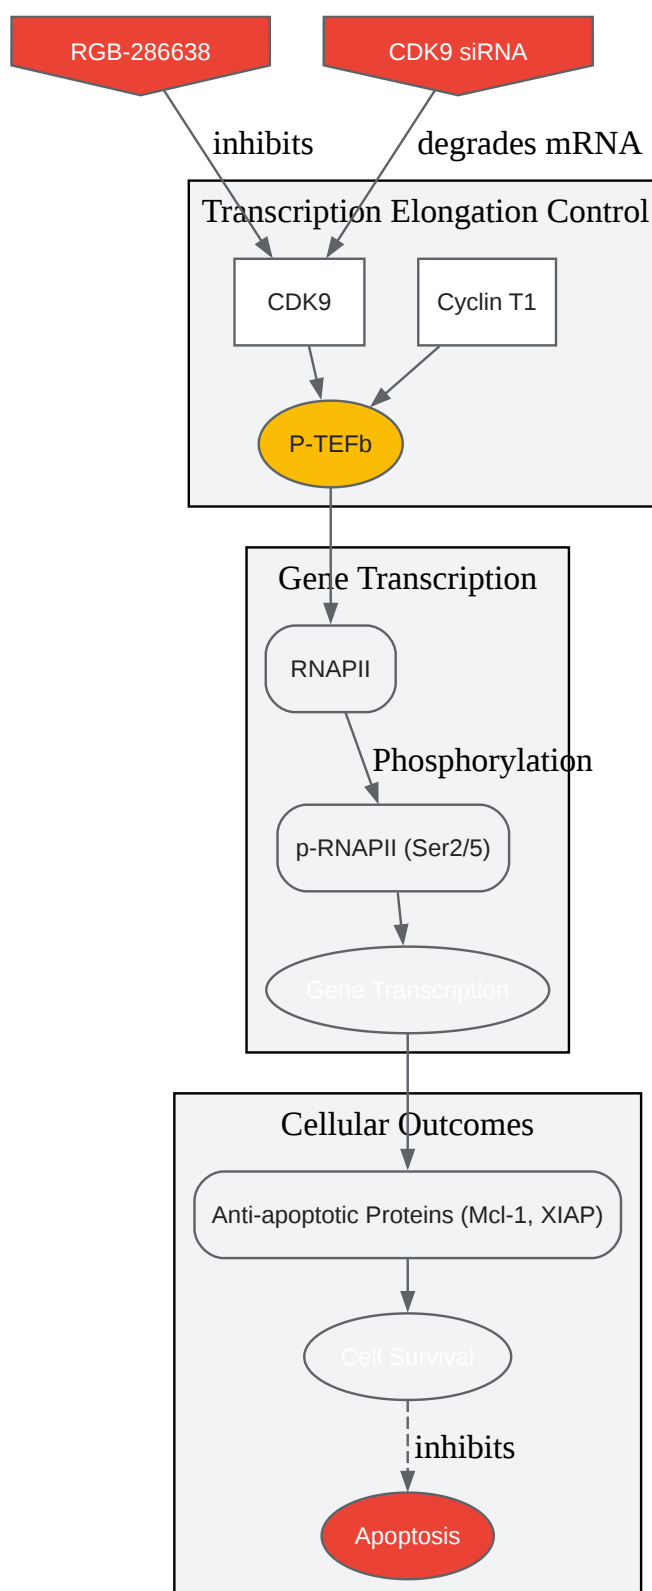 RGB-286638
CDK9 siRNA
inhibits
degrades mRNA
Transcription Elongation Control
CDK9
Cyclin T1
P-TEFb
Gene Transcription
RNAPII
Phosphorylation
p-RNAPII (Ser2/5)
Gene Transcription
Cellular Outcomes
Anti-apoptotic Proteins (Mcl-1, XIAP)
Cell Survival
inhibits
Apoptosis